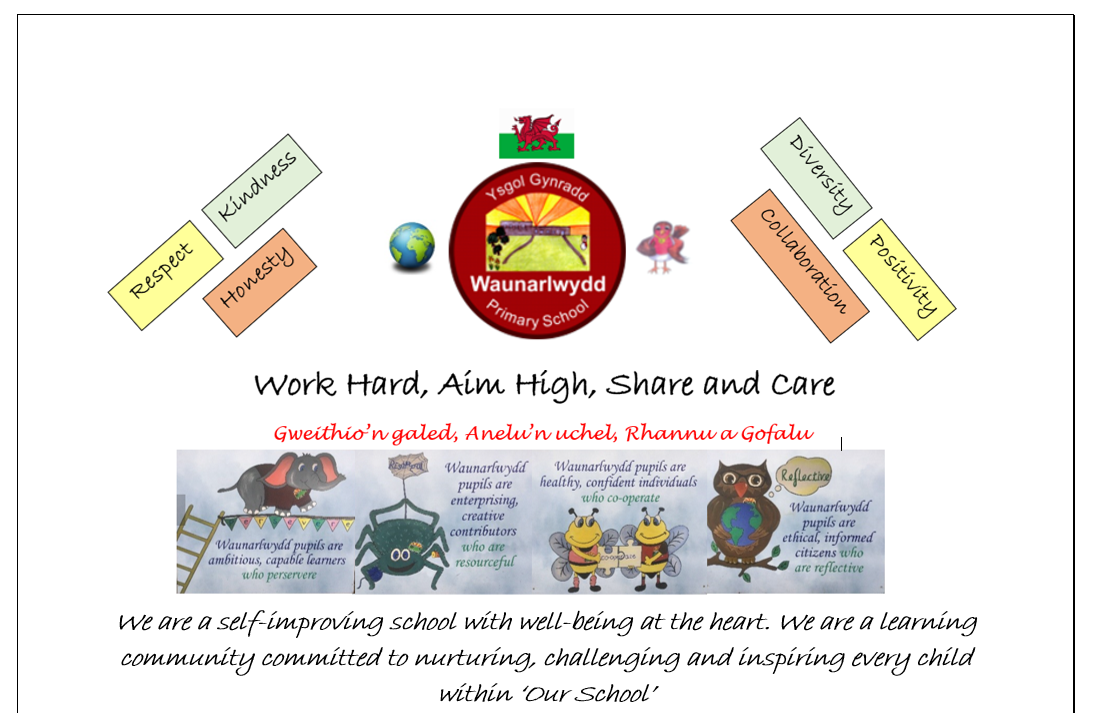 Kindness
Respect
Honesty
Ysgol Gynradd
Waunarlwydd
Primary School
Diversity
Collaboration
Positivity
Work Hard, Aim High, Share and Care
Gweithio'n galed, Anelu'n uchel, Rhannu a Gofalu
Waunarlwydd pupils are
ambitious, capable learners
who perservere
Waunarlwydd
pupils are
enterprising,
creative
contributors
who are
resourceful
Waunarlwydd pupils are
healthy, confident individuals
who co-operate
co-operate
Reflective
Waunarlwydd
pupils are
ethical, informed
citizens who
are reflective
We are a self-improving school with well-being at the heart. We are a learning
community committed to nurturing, challenging and inspiring every child
within ‘Our School’